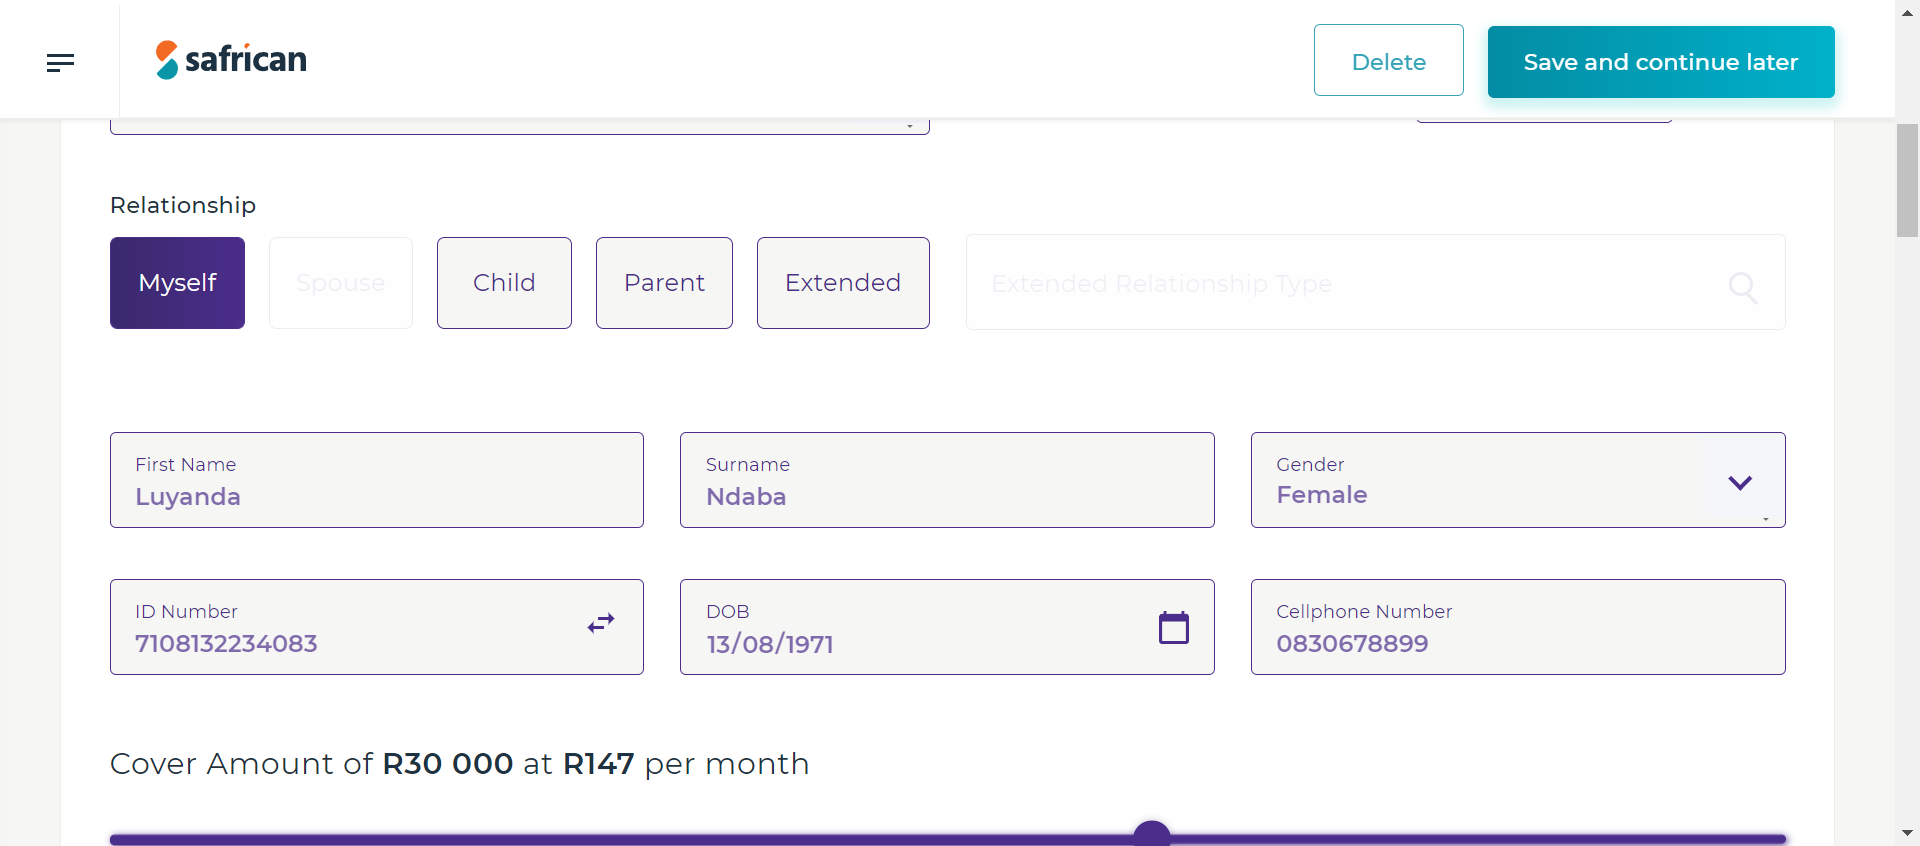 safrican
Delete
Save and continue later
Relationship
Myself
Spouse
Child
Parent
Extended
Extended Relationship Type
First Name
Luyanda
Surname
Ndaba
Gender
Female
ID Number
7108132234083
DOB
13/08/1971
Cellphone Number
0830678899
Cover Amount of R30 000 at R147 per month